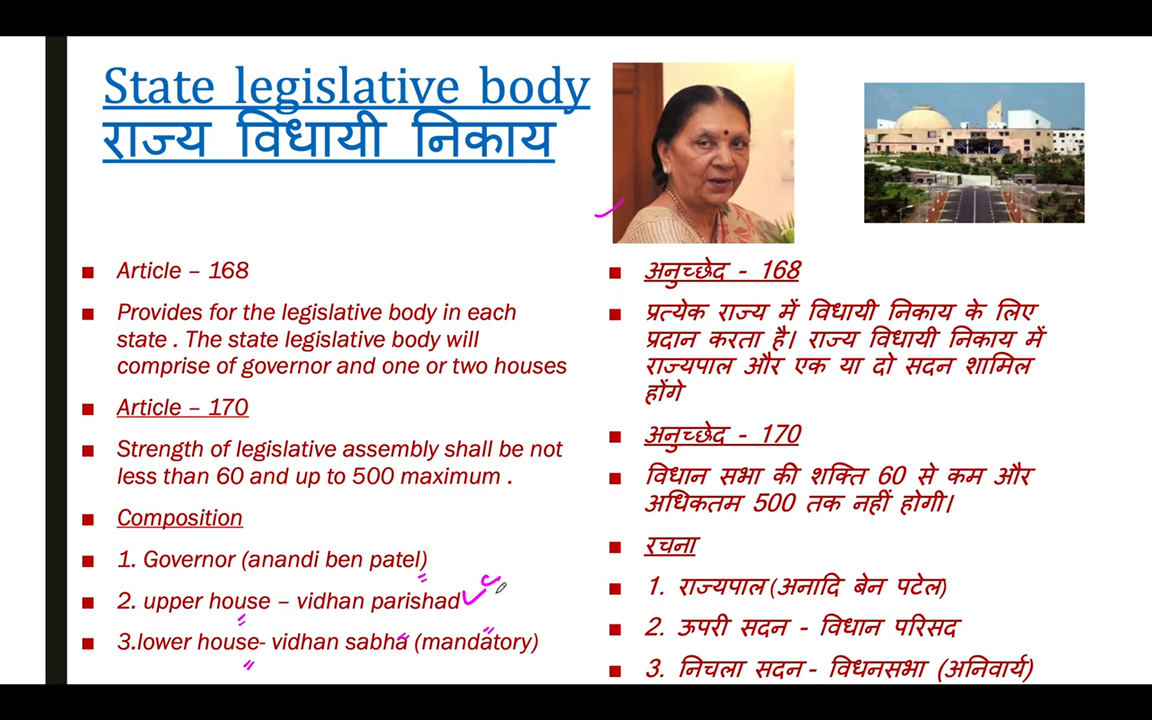 State legislative body
राज्य विधायी निकाय
Article – 168
Provides for the legislative body in each
state . The state legislative body will
comprise of governor and one or two houses
Article – 170
Strength of legislative assembly shall be not
less than 60 and up to 500 maximum .
Composition
1. Governor (anandi ben patel)
2. upper house – vidhan parishad
3.lower house- vidhan sabha (mandatory)
अनुच्छेद - 168
प्रत्येक राज्य में विधायी निकाय के लिए
प्रदान करता है। राज्य विधायी निकाय में
राज्यपाल और एक या दो सदन शामिल
होंगे
अनुच्छेद - 170
विधान सभा की शक्ति 60 से कम और
अधिकतम 500 तक नहीं होगी।
रचना
1. राज्यपाल (अनादि बेन पटेल)
2. ऊपरी सदन - विधान परिसद
3. निचला सदन - विधनसभा (अनिवार्य)